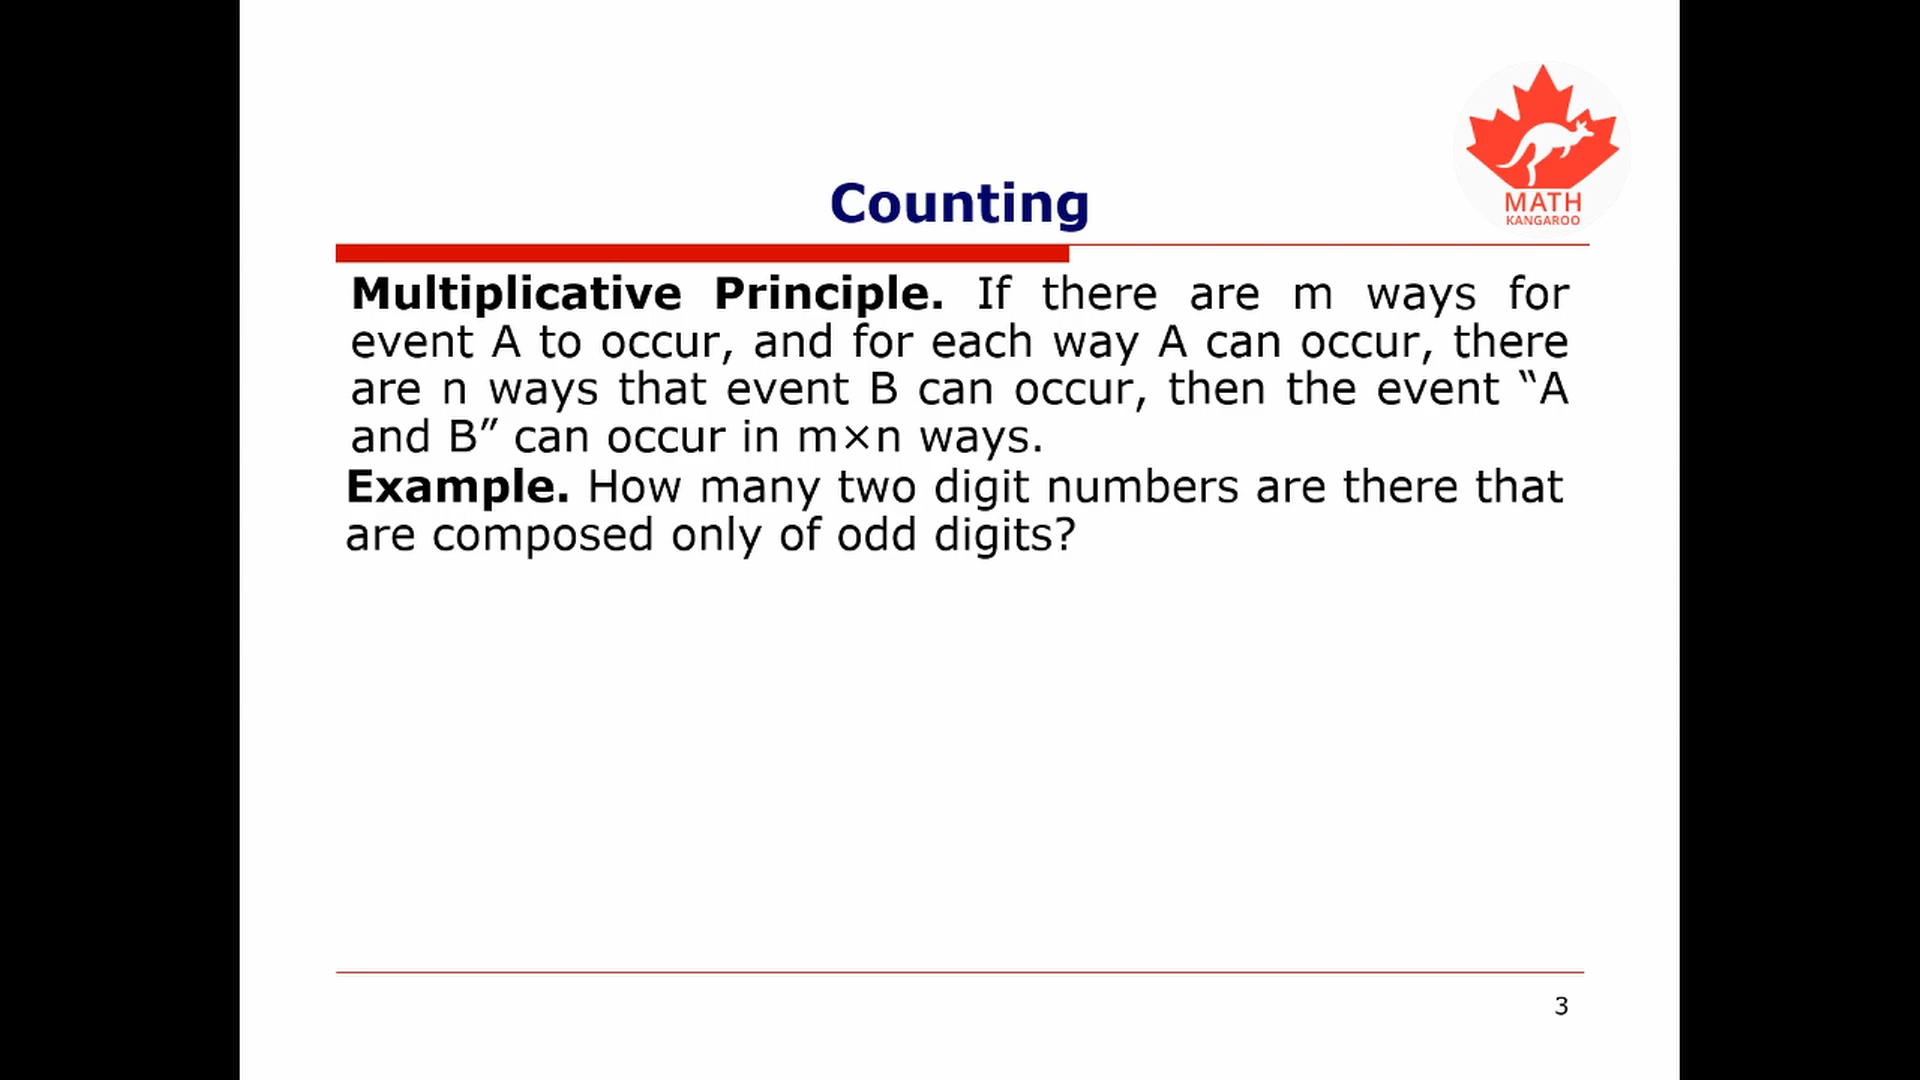 MATH
KANGAROO
Counting
Multiplicative Principle. If there are m ways for
event A to occur, and for each way A can occur, there
are n ways that event B can occur, then the event “A
and B” can occur in m×n ways.
Example. How many two digit numbers are there that
are composed only of odd digits?
3